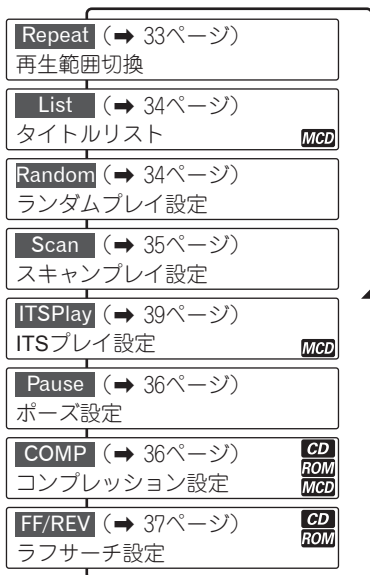 Repeat (➡ 33ページ)
再生範囲切換
List (➡ 34ページ)
タイトルリスト MCD
Random (➡ 34ページ)
ランダムプレイ設定
Scan (➡ 35ページ)
スキャンプレイ設定
ITSPlay (➡ 39ページ)
ITSプレイ設定 MCD
Pause (➡ 36ページ)
ポーズ設定
COMP (➡ 36ページ) CD
ROM
コンプレッション設定 MCD
FF/REV (➡ 37ページ) CD
ROM
ラフサーチ設定